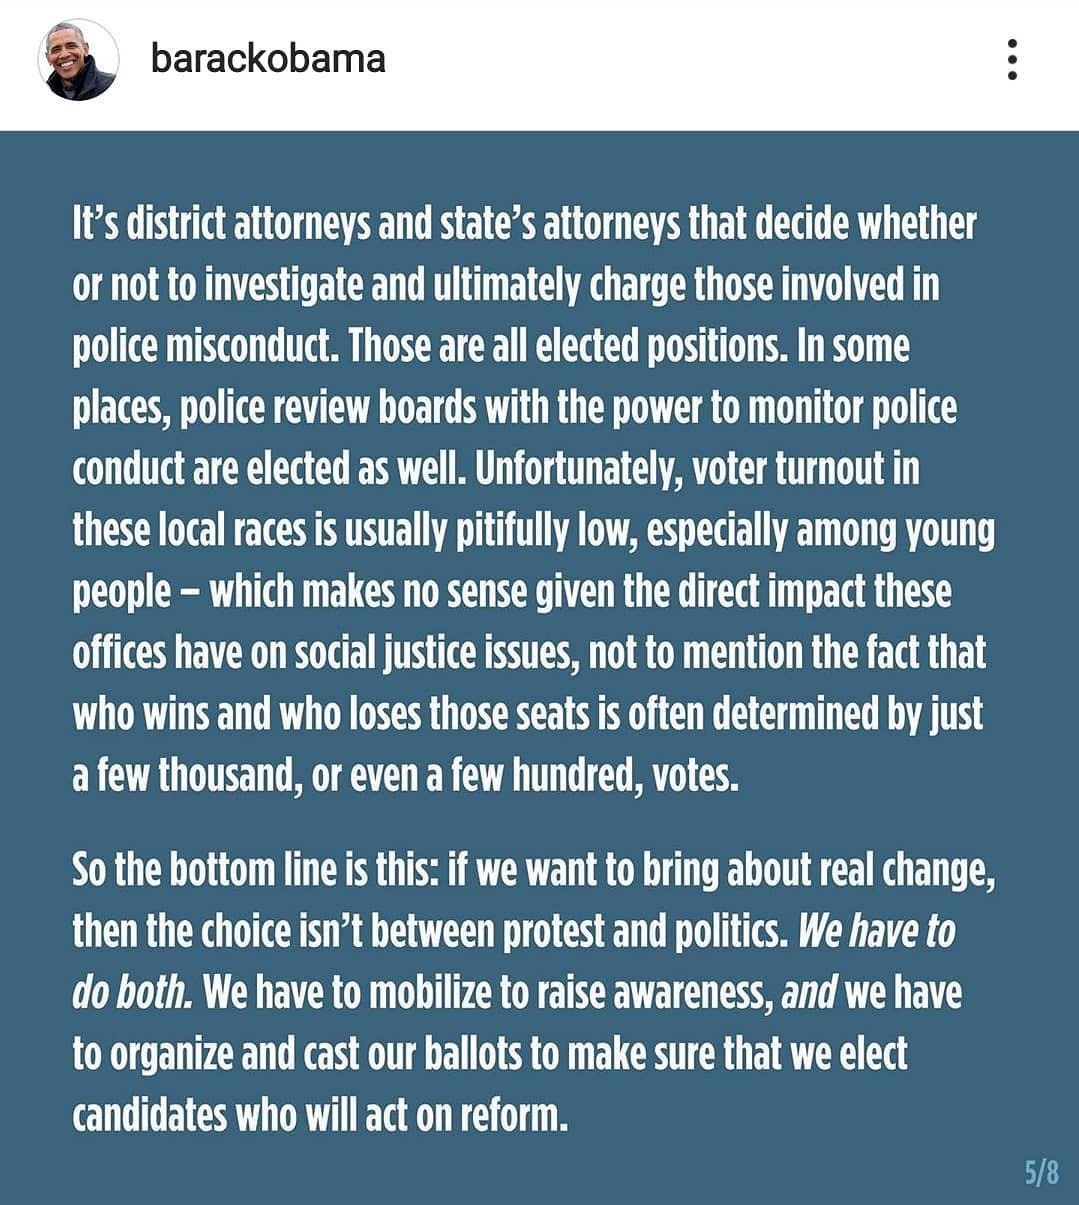 barackobama
It’s district attorneys and state’s attorneys that decide whether
or not to investigate and ultimately charge those involved in
police misconduct. Those are all elected positions. In some
places, police review boards with the power to monitor police
conduct are elected as well. Unfortunately, voter turnout in
these local races is usually pitifully low, especially among young
people – which makes no sense given the direct impact these
offices have on social justice issues, not to mention the fact that
who wins and who loses those seats is often determined by just
a few thousand, or even a few hundred, votes.
So the bottom line is this: if we want to bring about real change,
then the choice isn’t between protest and politics. We have to
do both. We have to mobilize to raise awareness, and we have
to organize and cast our ballots to make sure that we elect
candidates who will act on reform.
5/8